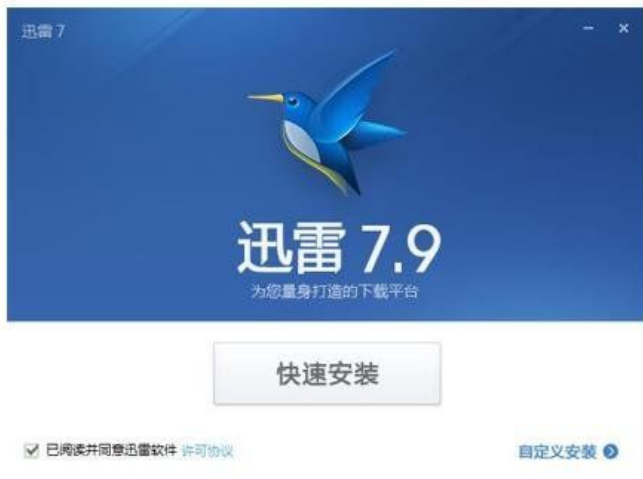 迅雷 7
迅雷 7.9
为您量身打造的下载平台
快速安装
已阅读并同意迅雷软件 许可协议
自定义安装